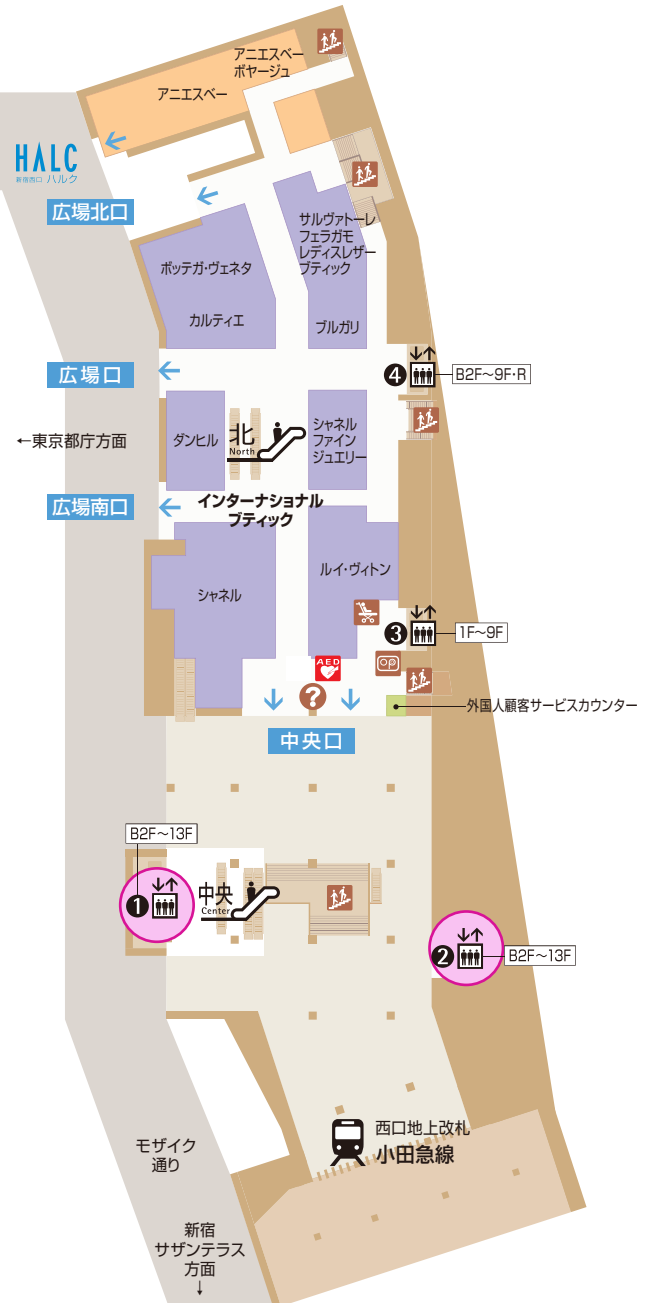 アニエスベー
ボヤージュ
アニエスベー
HALC
新宿西口 ハルク
広場北口
サルヴァトーレ
フェラガモ
レディスレザー
ブティック
ボッテガ・ヴェネタ
カルティエ
ブルガリ
広場口
4
B2F〜9F・R
←東京都庁方面
ダンヒル
北
North
シャネル
ファイン
ジュエリー
広場南口
インターナショナル
ブティック
シャネル
ルイ・ヴィトン
3
1F〜9F
AED
?
外国人顧客サービスカウンター
中央口
B2F〜13F
1
中央
Center
2
B2F〜13F
西口地上改札
小田急線
モザイク
通り
新宿
サザンテラス
方面
↓